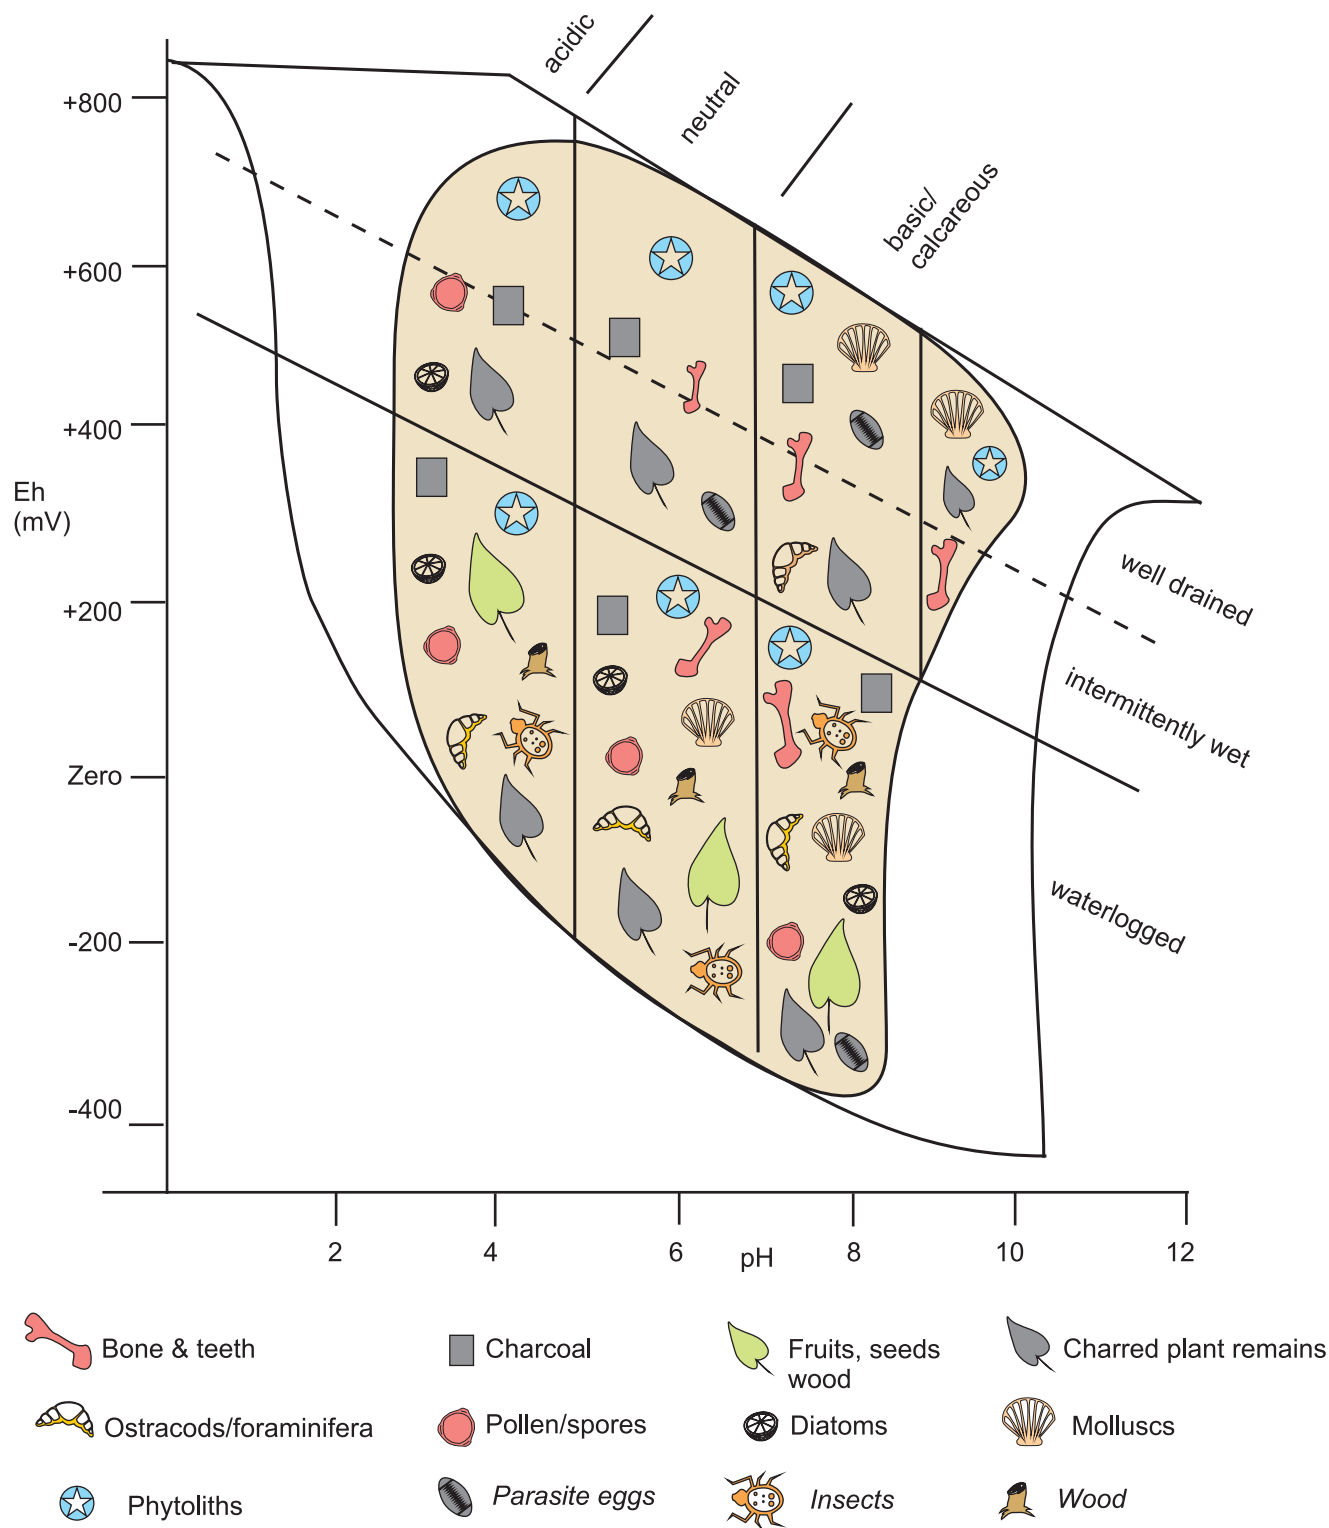 acidic
neutral
basic/
calcareous
+800
+600
+400
Eh
(mV)
+200
Zero
-200
-400
well drained
intermittently wet
waterlogged
2
4
6
pH
8
10
12
Bone & teeth
Charcoal
Fruits, seeds
wood
Charred plant remains
Ostracods/foraminifera
Pollen/spores
Diatoms
Molluscs
Phytoliths
Parasite eggs
Insects
Wood